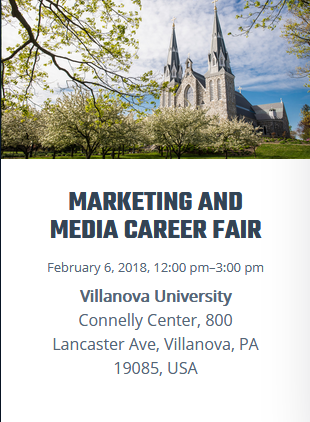 MARKETING AND
MEDIA CAREER FAIR
February 6, 2018, 12:00 pm–3:00 pm
Villanova University
Connelly Center, 800
Lancaster Ave, Villanova, PA
19085, USA